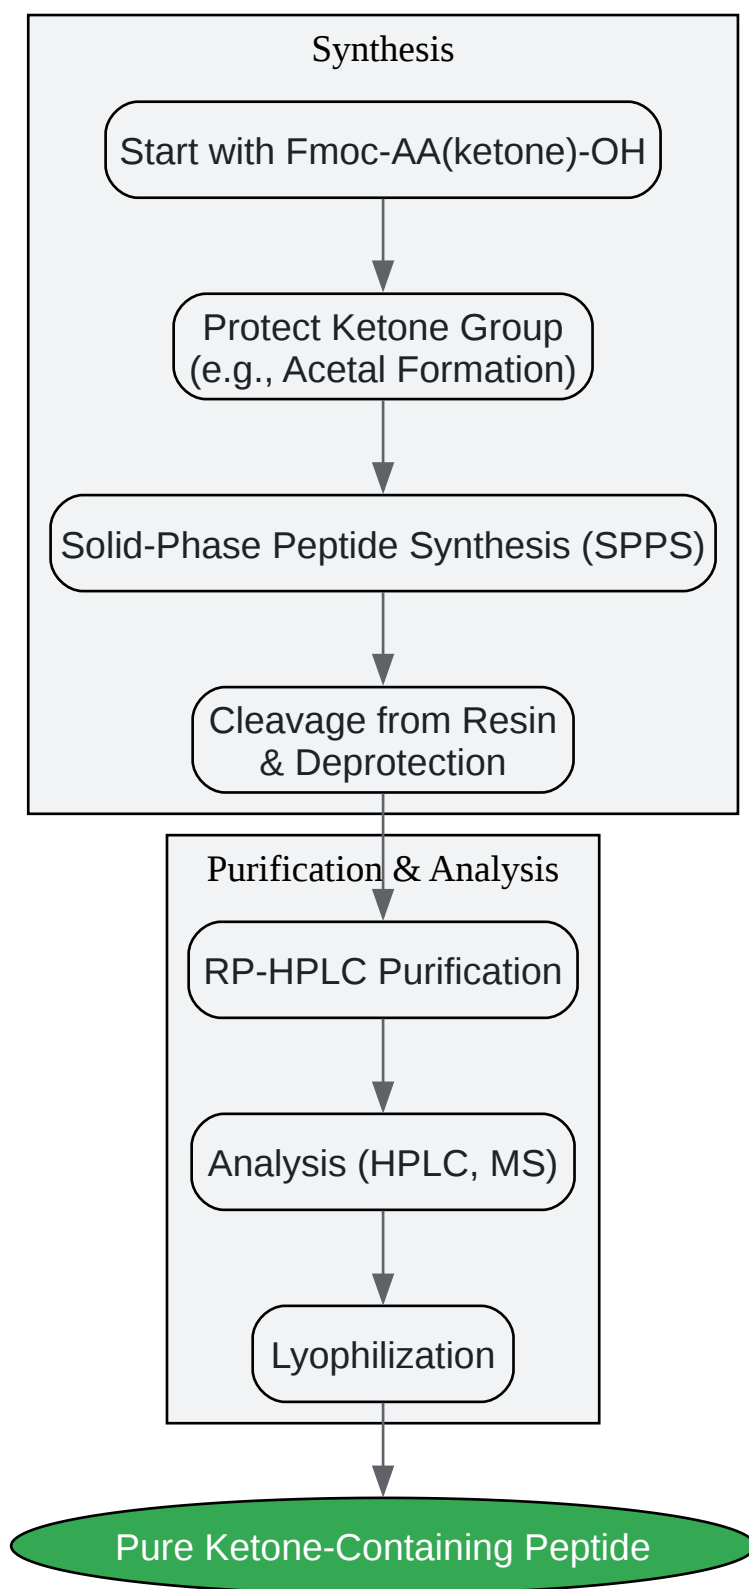 Synthesis
Start with Fmoc-AA(ketone)-OH
Protect Ketone Group
(e.g., Acetal Formation)
Solid-Phase Peptide Synthesis (SPPS)
Cleavage from Resin
& Deprotection
Purification & Analysis
RP-HPLC Purification
Analysis (HPLC, MS)
Lyophilization
Pure Ketone-Containing Peptide